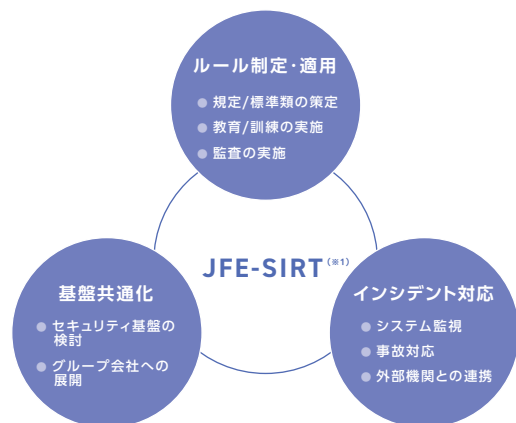 ルール制定・適用
● 規定/標準類の策定
● 教育/訓練の実施
● 監査の実施
JFE-SIRT(※1)
基盤共通化
● セキュリティ基盤の
検討
● グループ会社への
展開
インシデント対応
● システム監視
● 事故対応
● 外部機関との連携